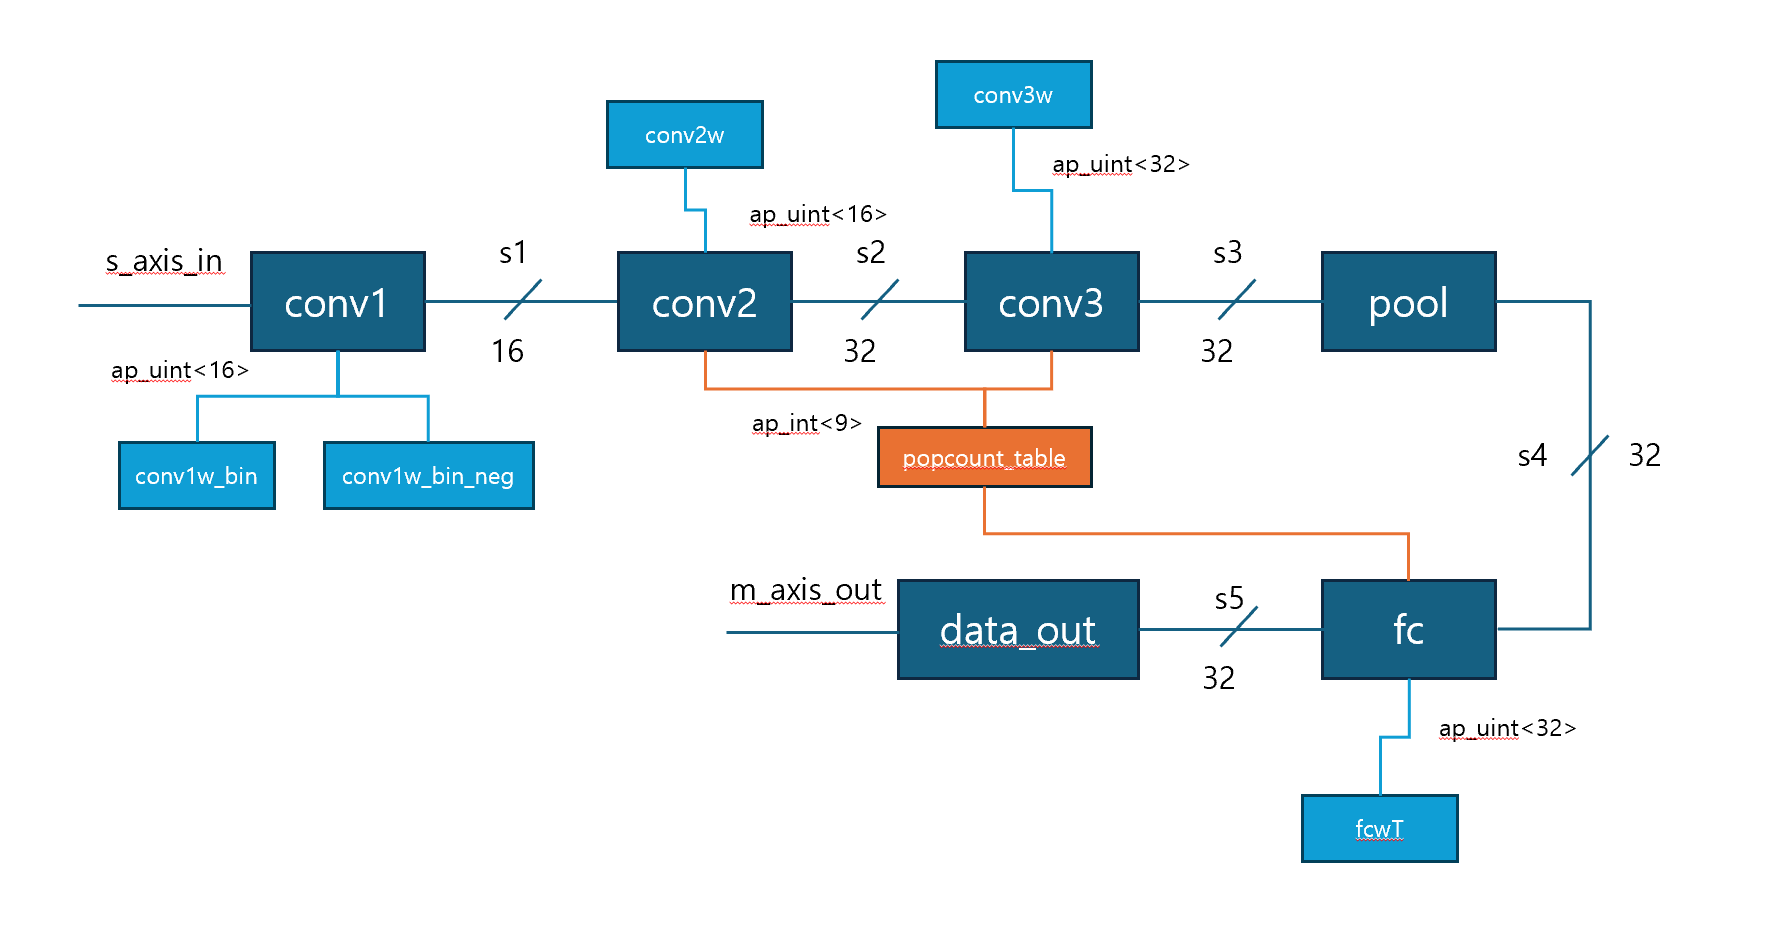 conv3w
conv2w
ap_uint<32>
ap_uint<16>
s_axis_in
s1
s2
s3
conv1
conv2
conv3
pool
16
32
32
ap_uint<16>
ap_int<9>
conv1w_bin
conv1w_bin_neg
popcount_table
s4
32
m_axis_out
s5
data_out
fc
32
ap_uint<32>
fcwT